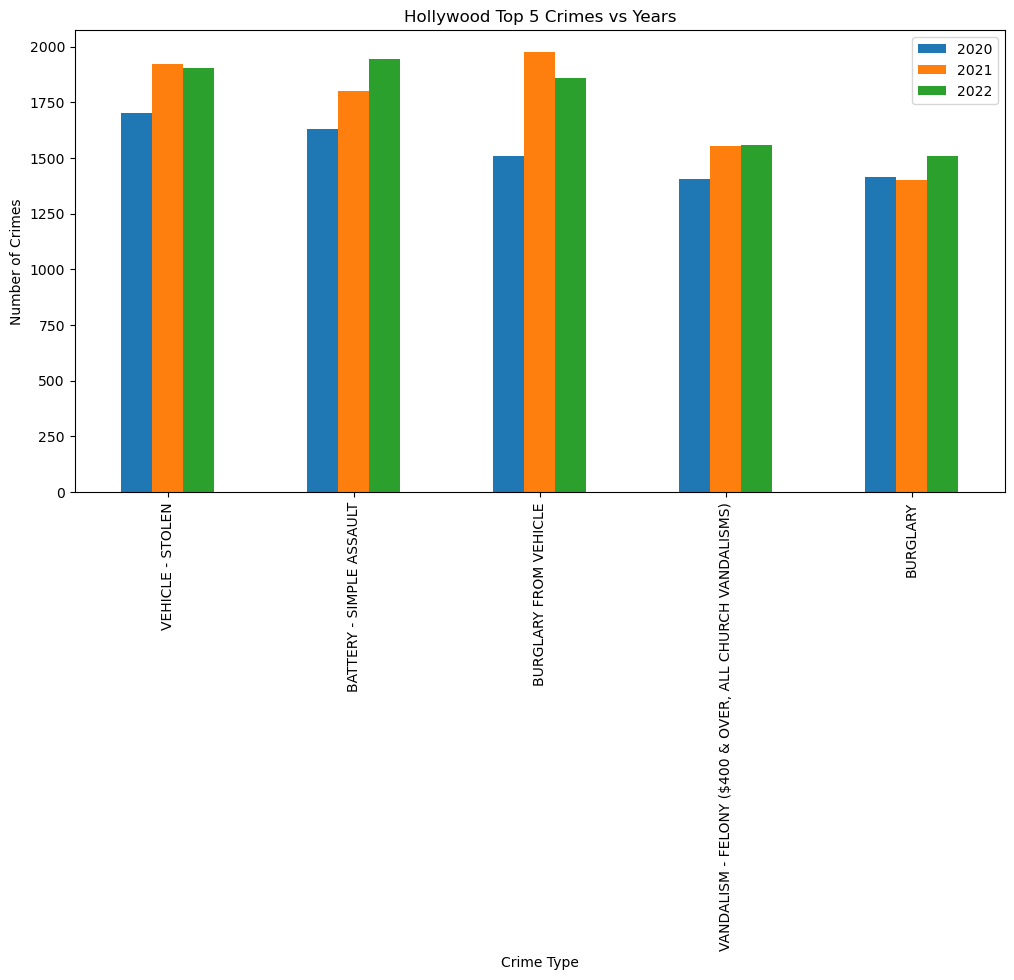 Hollywood Top 5 Crimes vs Years
2020
2021
2022
Number of Crimes
2000
1750
1500
1250
1000
750
500
250
0
VEHICLE - STOLEN
BATTERY - SIMPLE ASSAULT
BURGLARY FROM VEHICLE
VANDALISM - FELONY ($400 & OVER, ALL CHURCH VANDALISMS)
BURGLARY
Crime Type